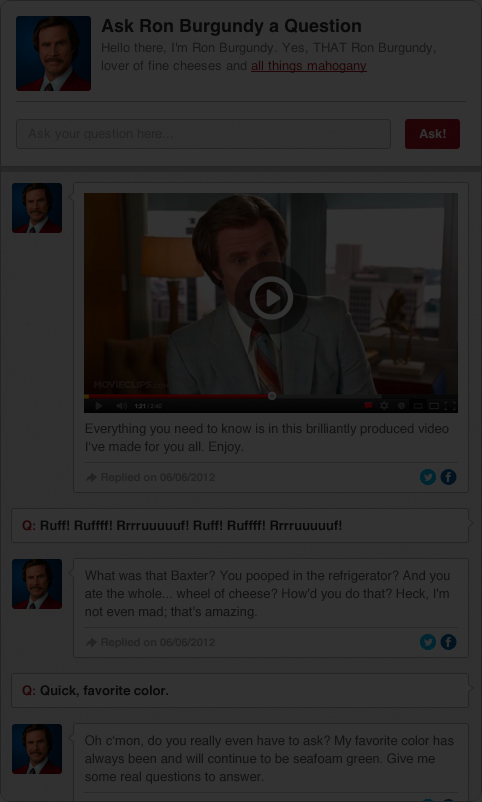 Ask Ron Burgundy a Question
Hello there, I'm Ron Burgundy. Yes, THAT Ron Burgundy,
lover of fine cheeses and all things mahogany
Ask your question here...
Ask!
MOVIECLIPS.com
1:21 / 2:40
Everything you need to know is in this brilliantly produced video
I've made for you all. Enjoy.
Replied on 06/06/2012
Q: Ruff! Ruffff! Rrrruuuuuf! Ruff! Ruffff! Rrrruuuuuf!
What was that Baxter? You pooped in the refrigerator? And you
ate the whole... wheel of cheese? How'd you do that? Heck, I'm
not even mad; that's amazing.
Replied on 06/06/2012
Q: Quick, favorite color.
Oh c'mon, do you really even have to ask? My favorite color has
always been and will continue to be seafoam green. Give me
some real questions to answer.